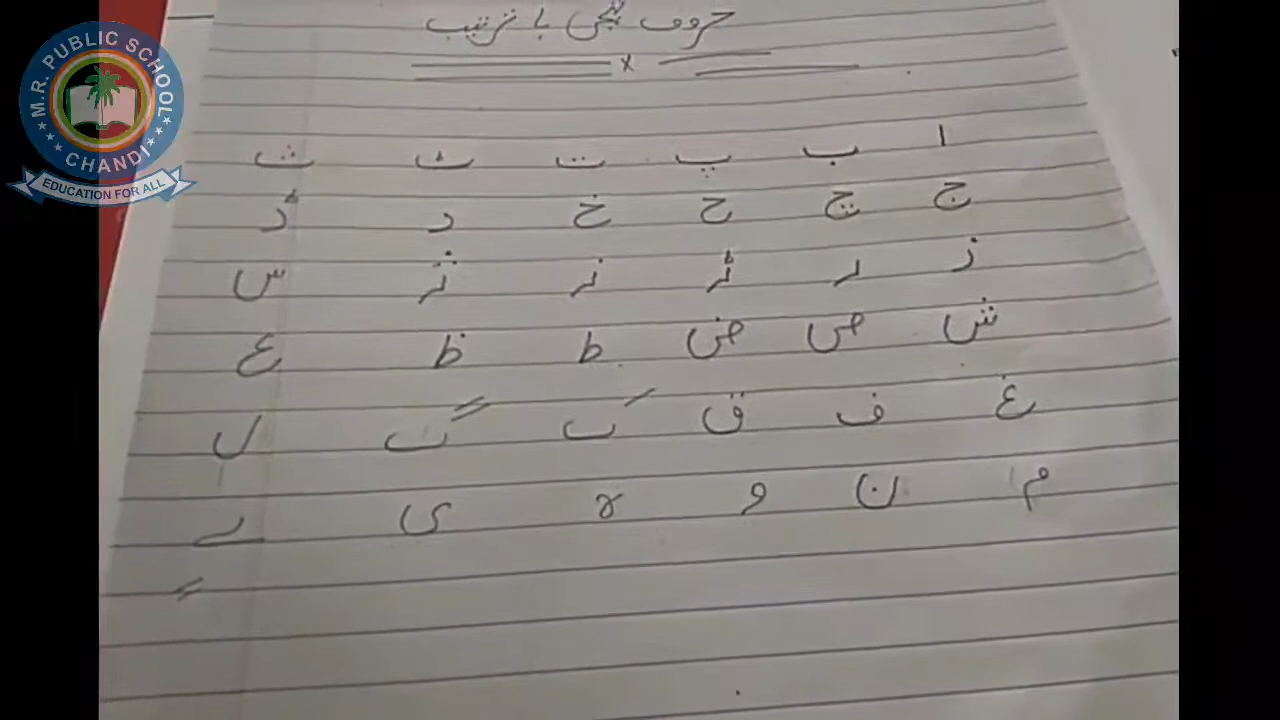 M.R. PUBLIC SCHOOL
CHANDI
EDUCATION FOR ALL
حروف تہجی با ترتیب
ا ب پ ت ٹ ث
ج چ ح خ د ڈ
ذ ر ڑ ز ژ س
ش ص ض ط ظ ع
غ ف ق ک گ ل
م ن و ہ ی ے